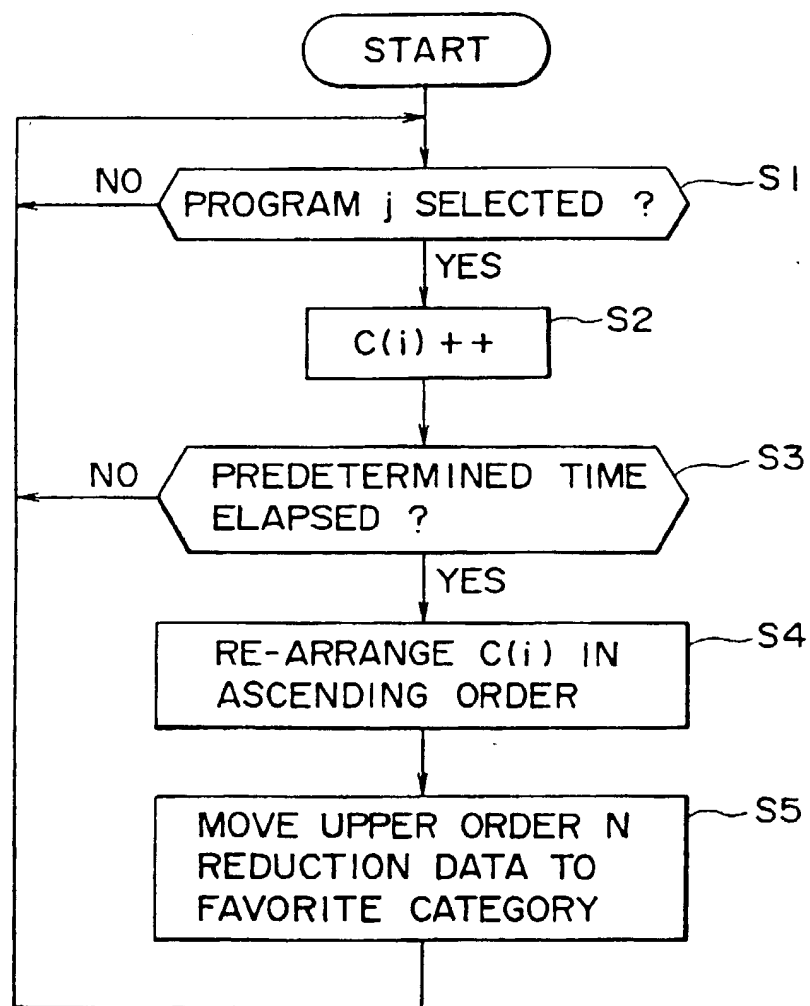 START
NO
PROGRAM j SELECTED ?
S1
YES
C(i) ++
S2
NO
PREDETERMINED TIME
ELAPSED ?
S3
YES
RE-ARRANGE C(i) IN
ASCENDING ORDER
S4
MOVE UPPER ORDER N
REDUCTION DATA TO
FAVORITE CATEGORY
S5